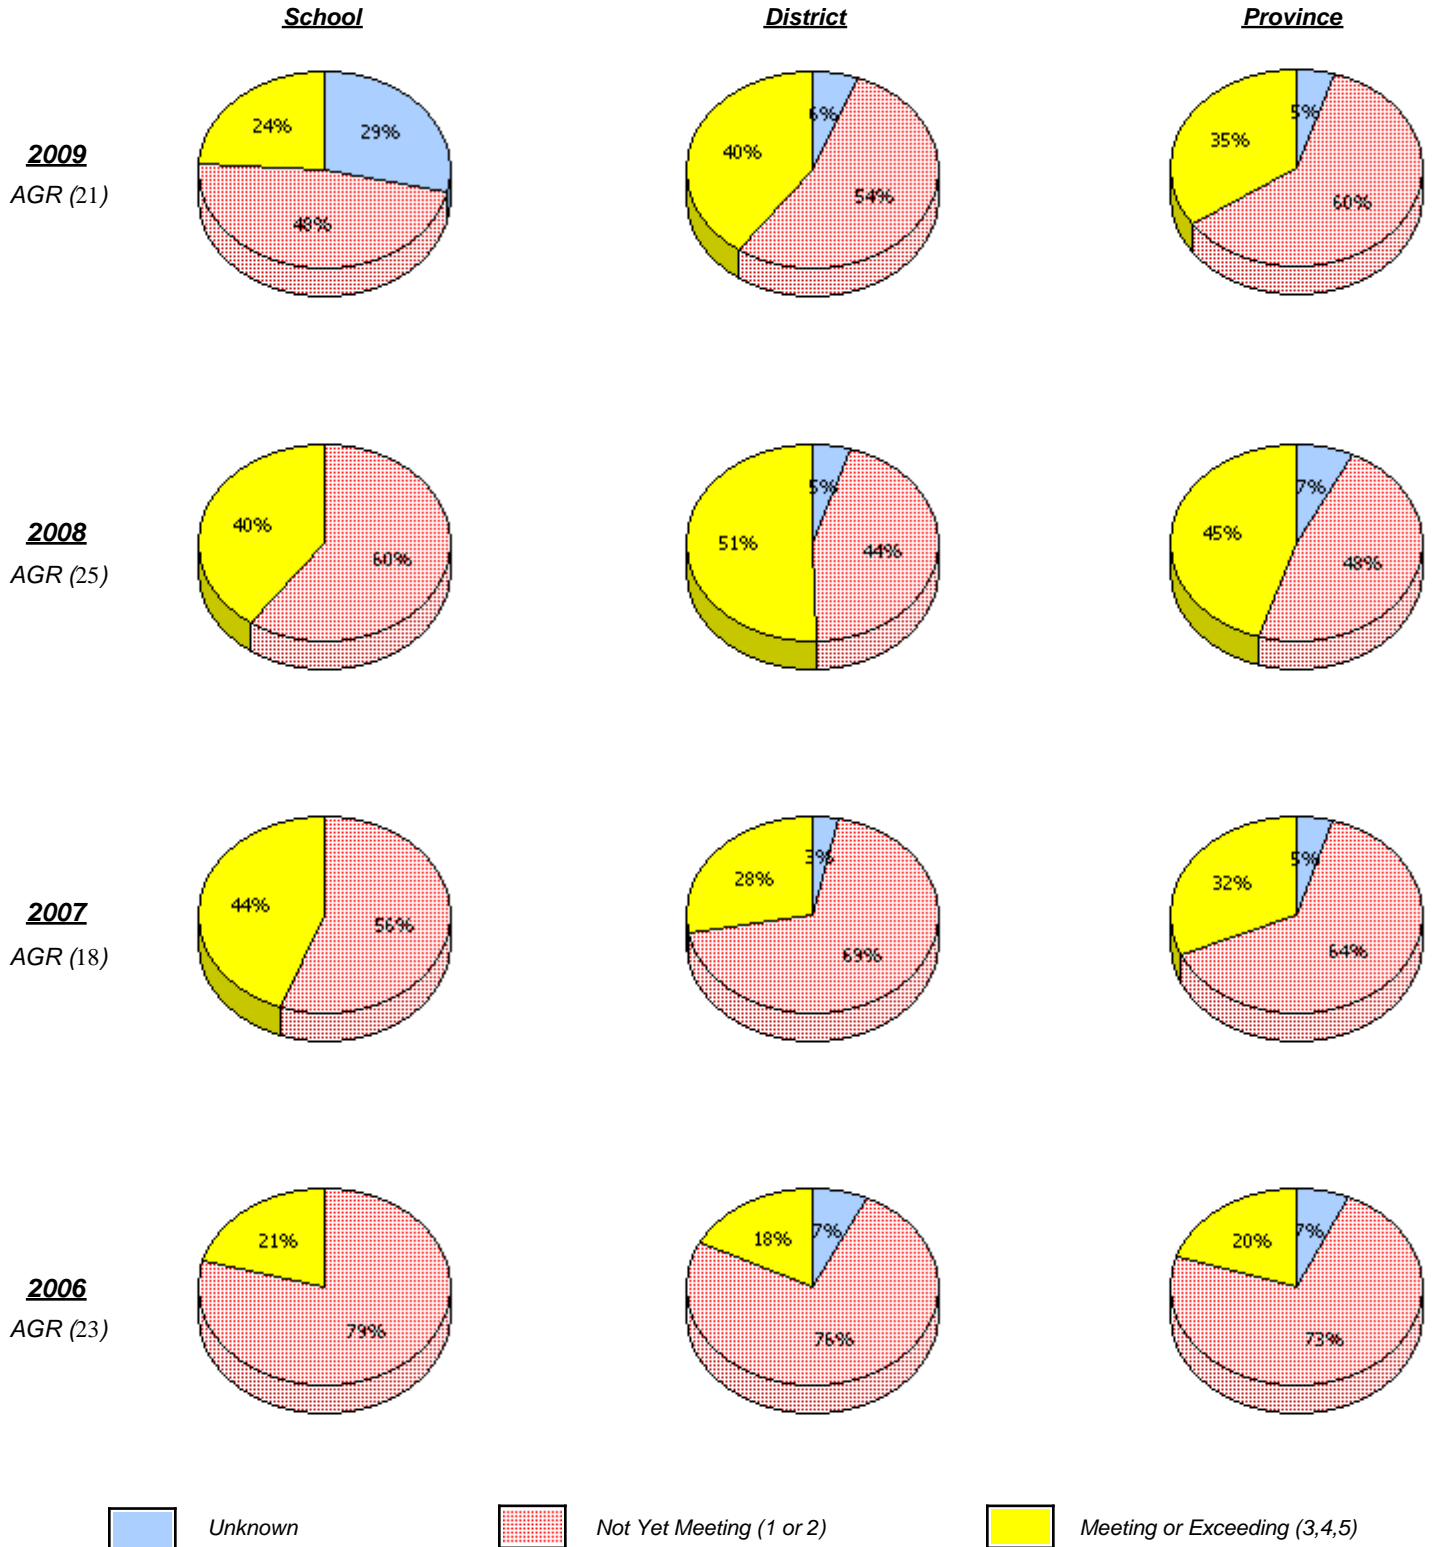 School District Province
2009
AGR (21)
24% 29% 48%
40% 6% 54%
35% 5% 60%
2008
AGR (25)
40% 60%
51% 5% 44%
45% 7% 48%
2007
AGR (18)
44% 56%
28% 3% 69%
32% 5% 64%
2006
AGR (23)
21% 79%
18% 7% 76%
20% 7% 73%
Unknown Not Yet Meeting (1 or 2) Meeting or Exceeding (3,4,5)